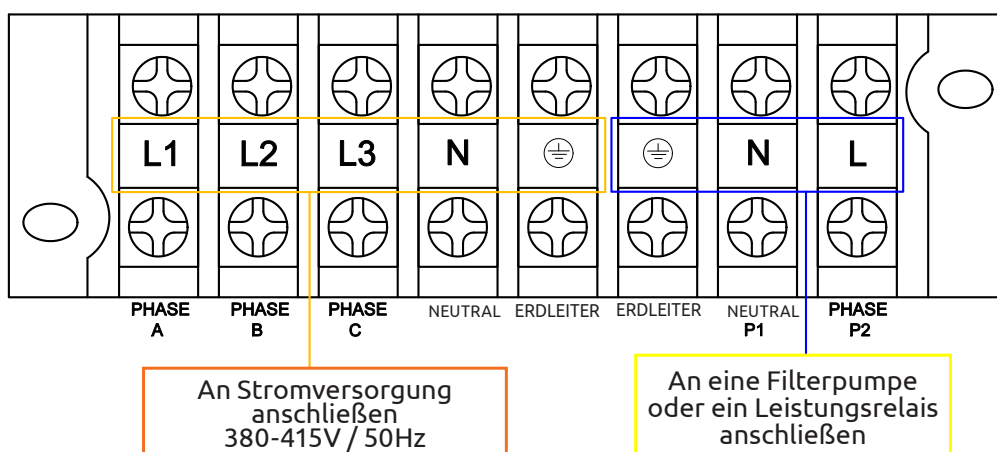 L1 L2 L3 N N L
PHASE A PHASE B PHASE C NEUTRAL ERDLEITER ERDLEITER NEUTRAL P1 PHASE P2
An Stromversorgung
anschließen
380-415V / 50Hz
An eine Filterpumpe
oder ein Leistungsrelais
anschließen